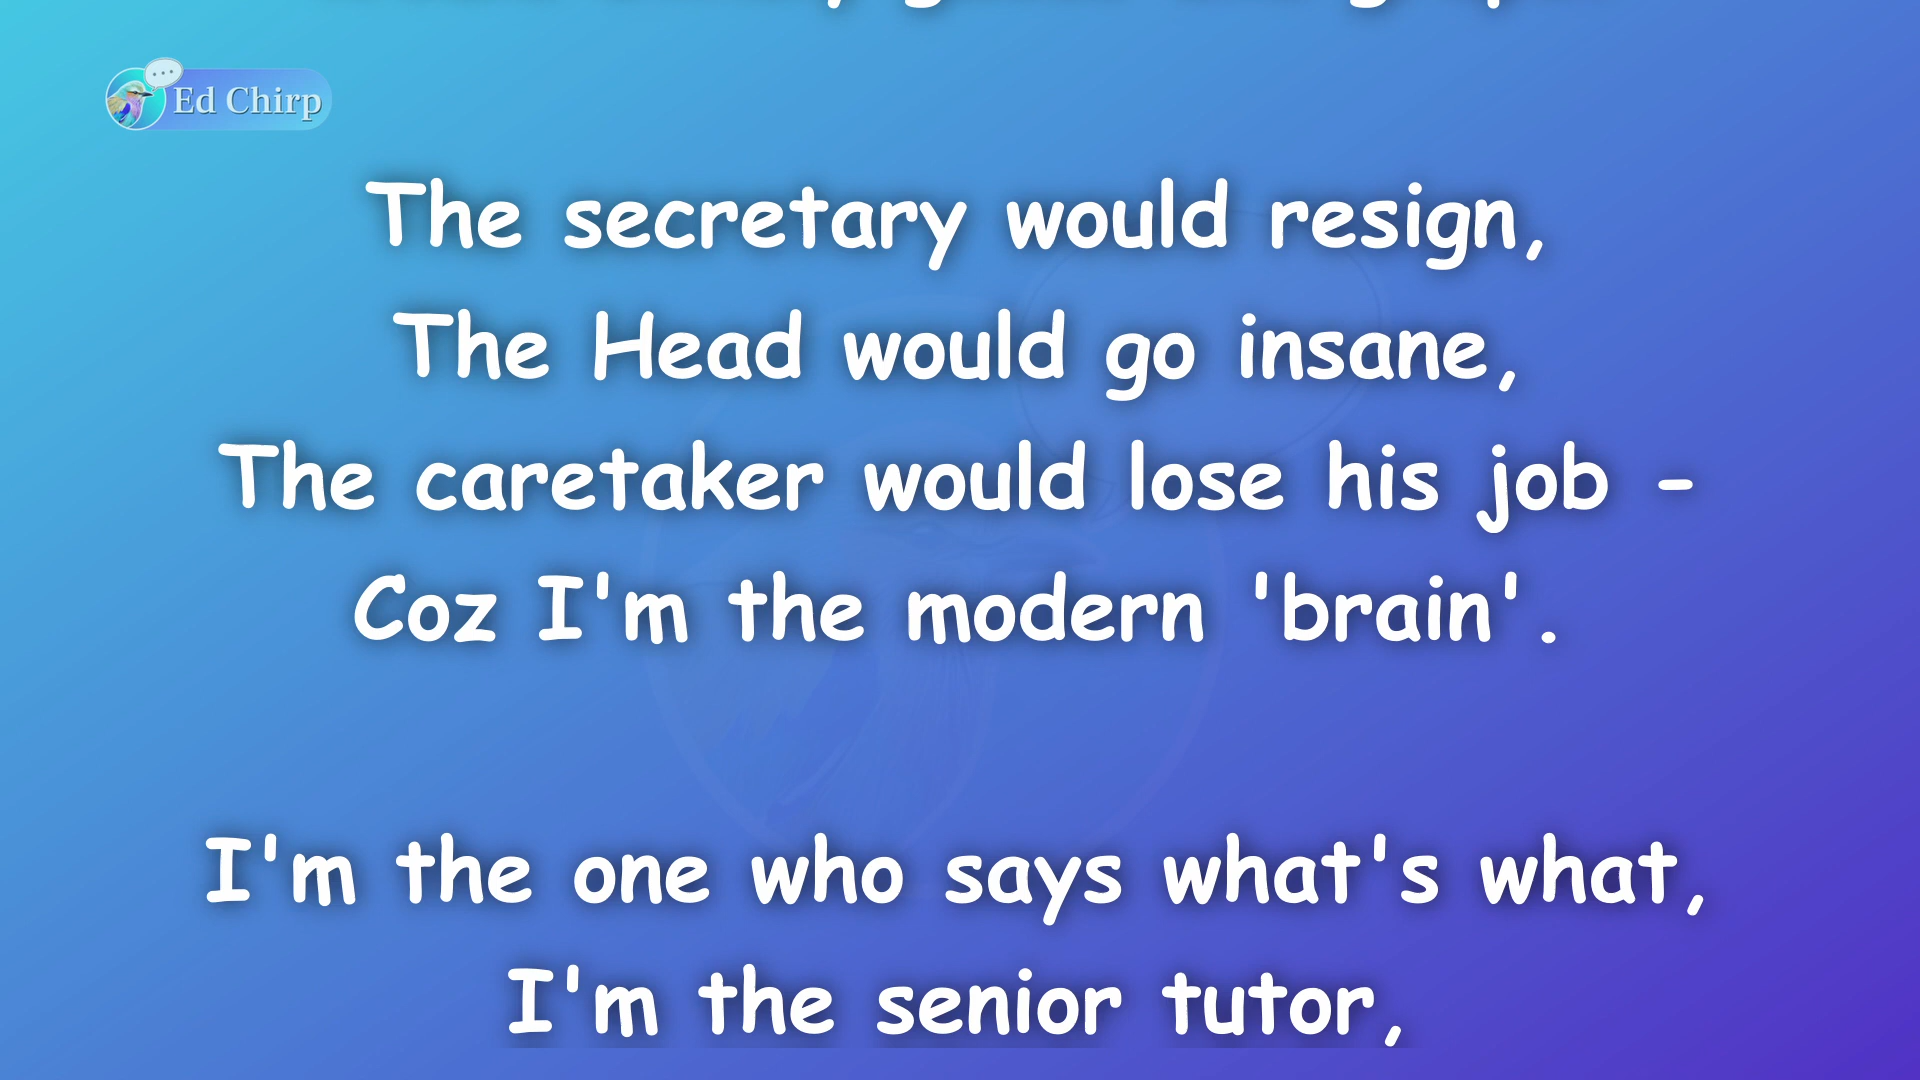 Ed Chirp
The secretary would resign,
The Head would go insane,
The caretaker would lose his job -
Coz I'm the modern 'brain'.
I'm the one who says what's what,
I'm the senior tutor,